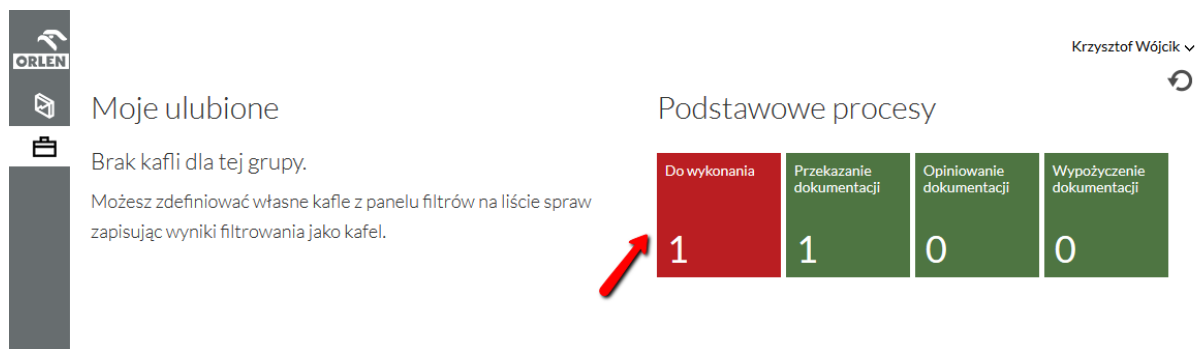 ORLEN
Krzysztof Wójcik
Moje ulubione
Brak kafli dla tej grupy.
Możesz zdefiniować własne kafle z panelu filtrów na liście spraw
zapisując wyniki filtrowania jako kafel.
Podstawowe procesy
Do wykonania
1
Przekazanie
dokumentacji
1
Opiniowanie
dokumentacji
0
Wypożyczenie
dokumentacji
0